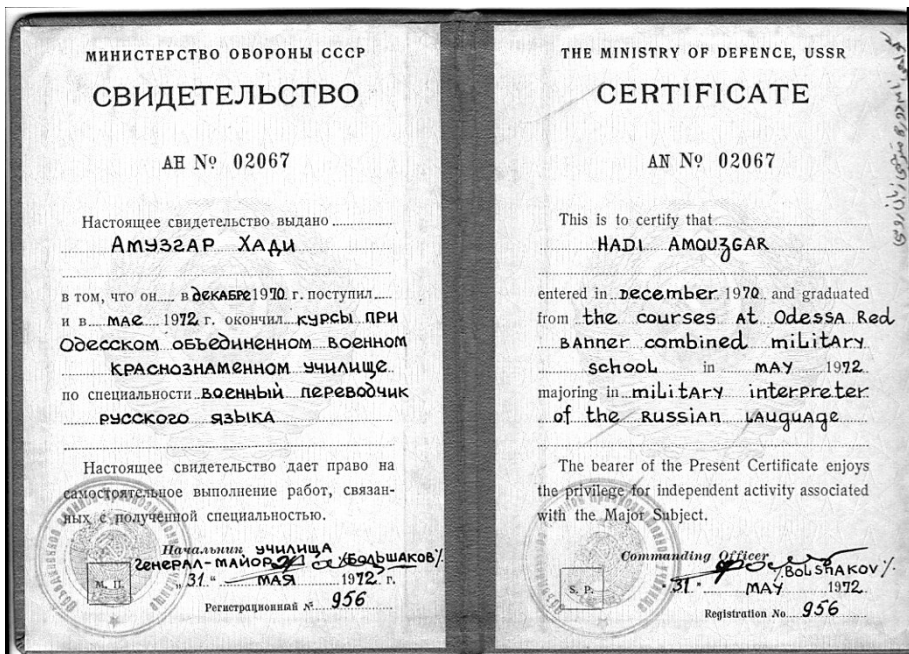 МИНИСТЕРСТВО ОБОРОНЫ СССР
СВИДЕТЕЛЬСТВО
АН № 02067
Настоящее свидетельство выдано
Амузгар Хади
в том, что он в декабре 1970 г. поступил
и в мае 1972 г. окончил курсы при
Одесском объединенном военном
краснознаменном училище
по специальности военный переводчик
русского языка
Настоящее свидетельство дает право на
самостоятельное выполнение работ, связан-
ных с полученной специальностью.
Начальник училища
генерал-майор /Большаков/
"31" мая 1972 г.
М. П.
Регистрационный № 956
THE MINISTRY OF DEFENCE, USSR
CERTIFICATE
AN № 02067
This is to certify that
HADI AMOUZGAR
entered in December 1970 and graduated
from the courses at Odessa Red
Banner combined military
school in MAY 1972
majoring in military interpreter
of the Russian Lauguage
The bearer of the Present Certificate enjoys
the privilege for independent activity associated
with the Major Subject.
Commanding Officer
/BOLSHAKOV/
"31" MAY 1972
S. P.
Registration No 956